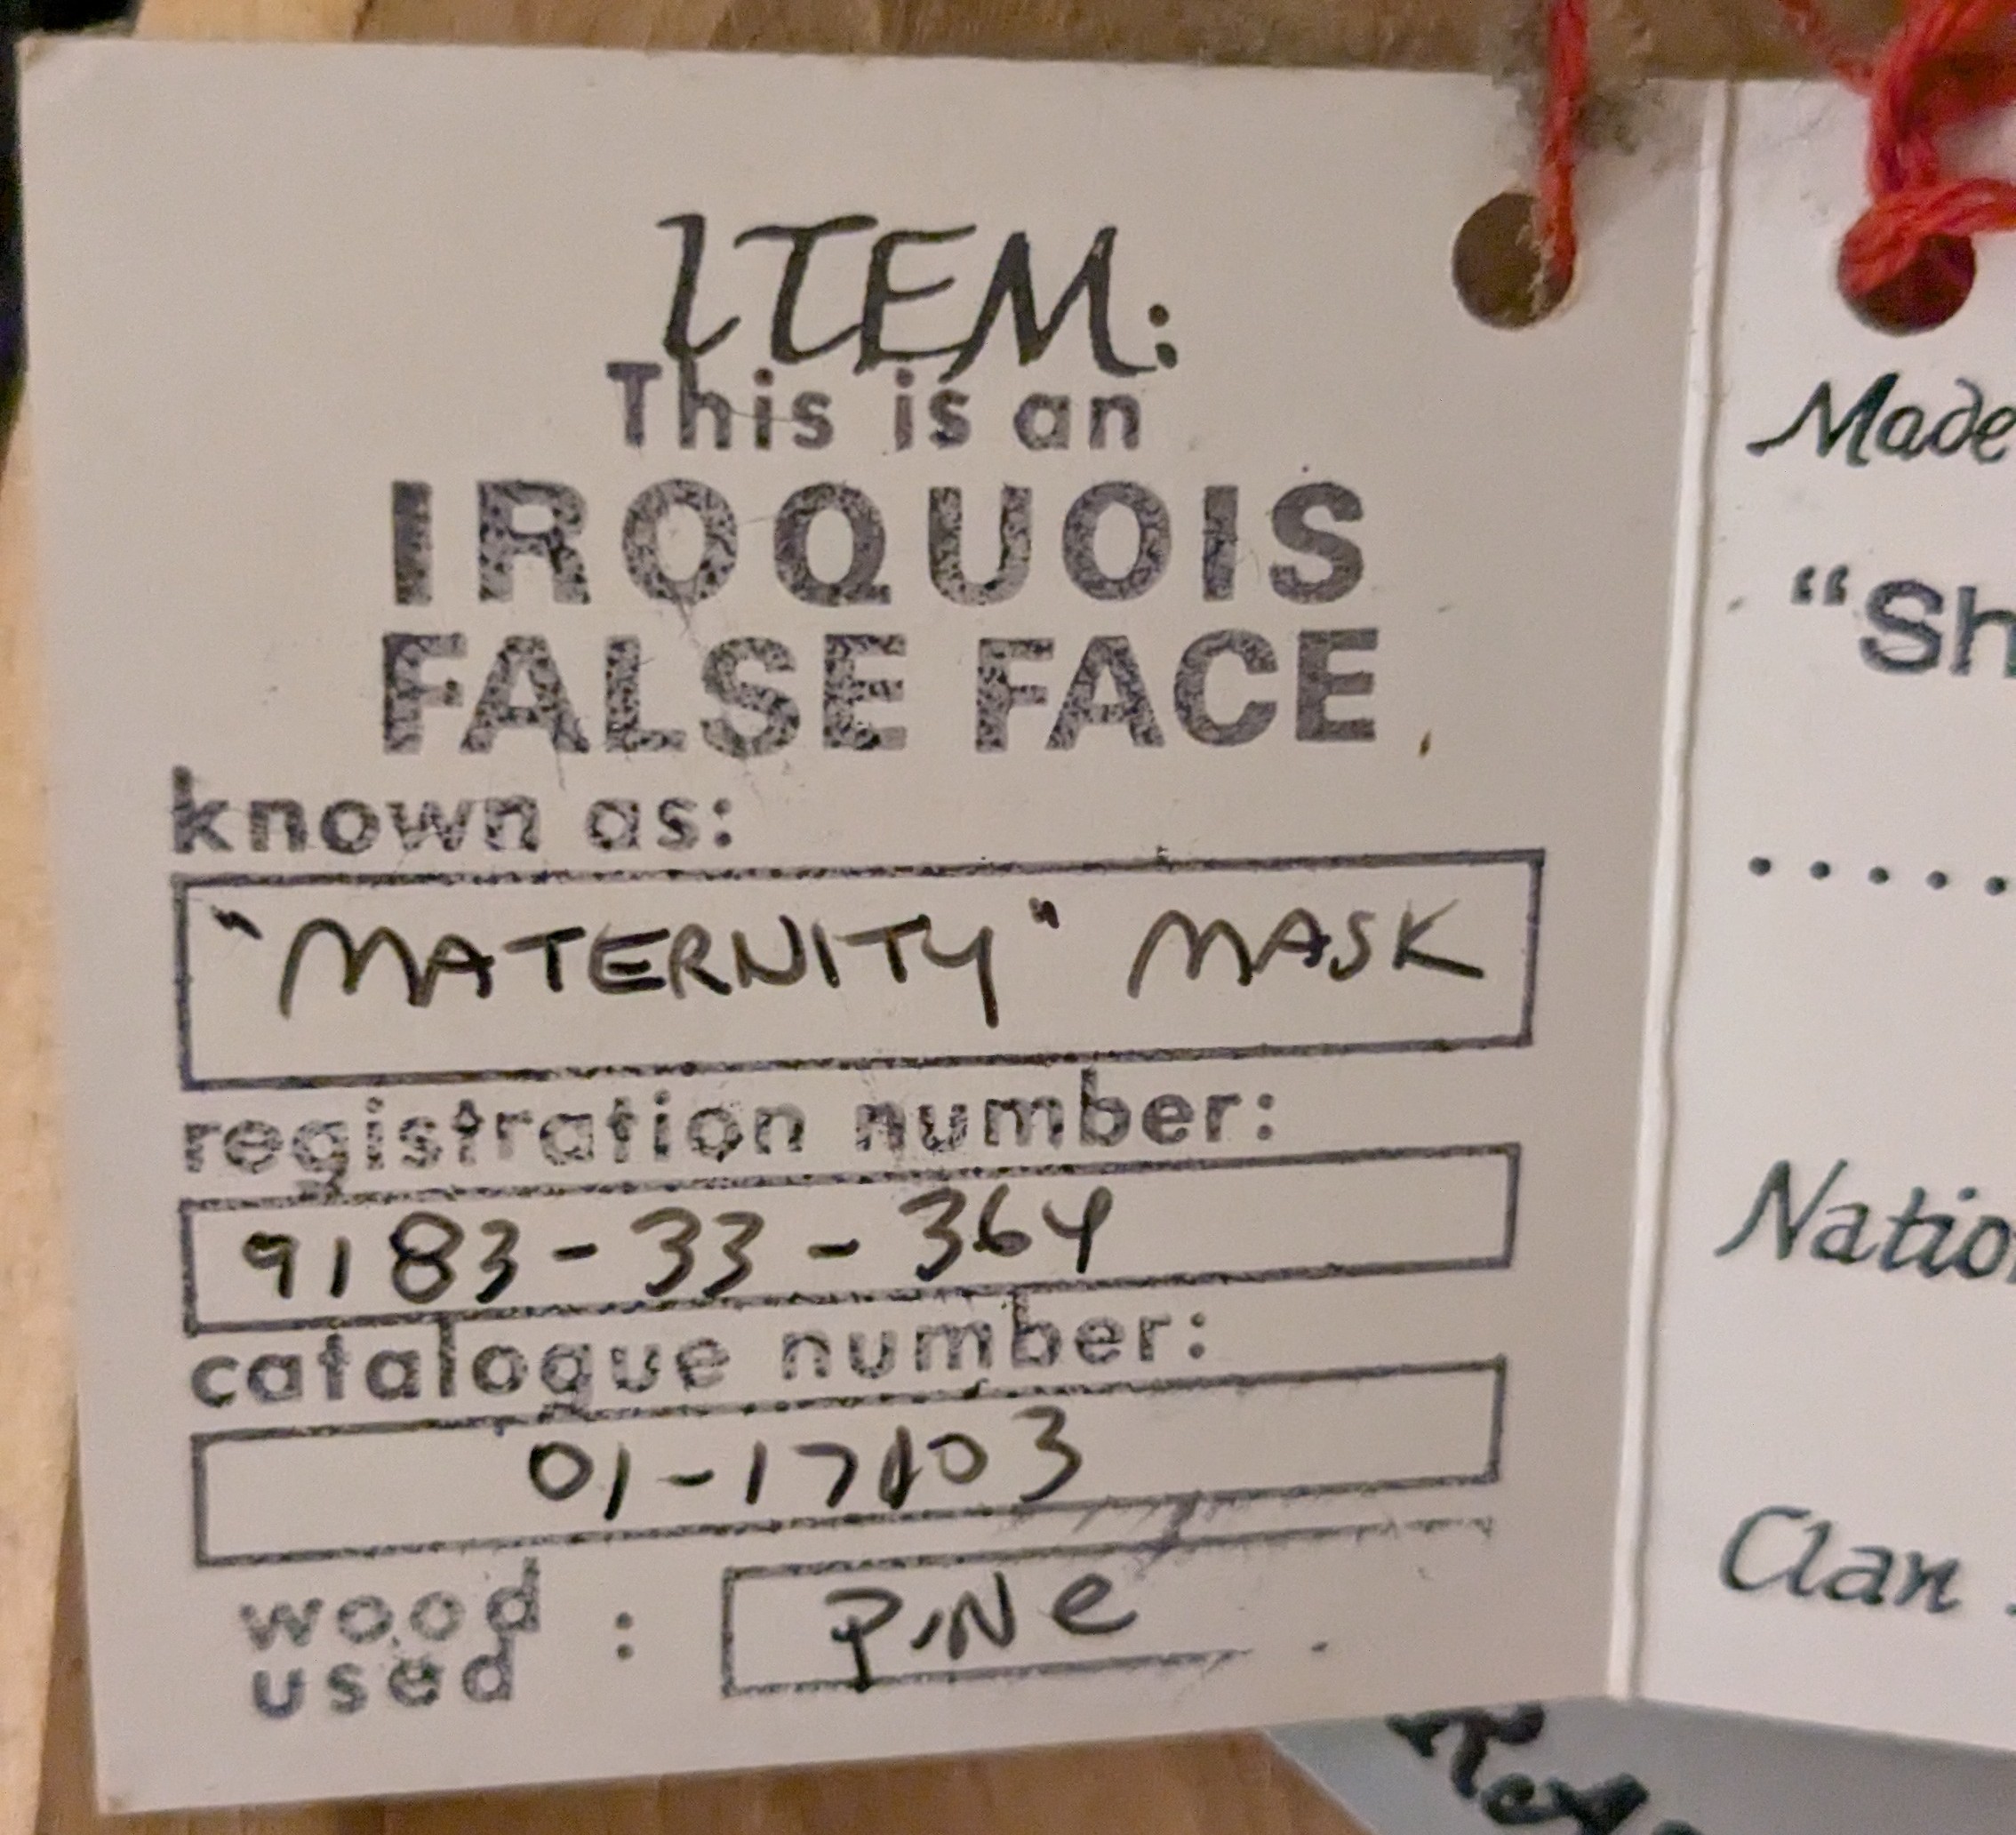 ITEM:
This is an
IROQUOIS
FALSE FACE
known as:
"MATERNITY" MASK
registration number:
9183-33-364
catalogue number:
01-17103
wood
used : PINe
Made
"Sh
.....
Natio
Clan